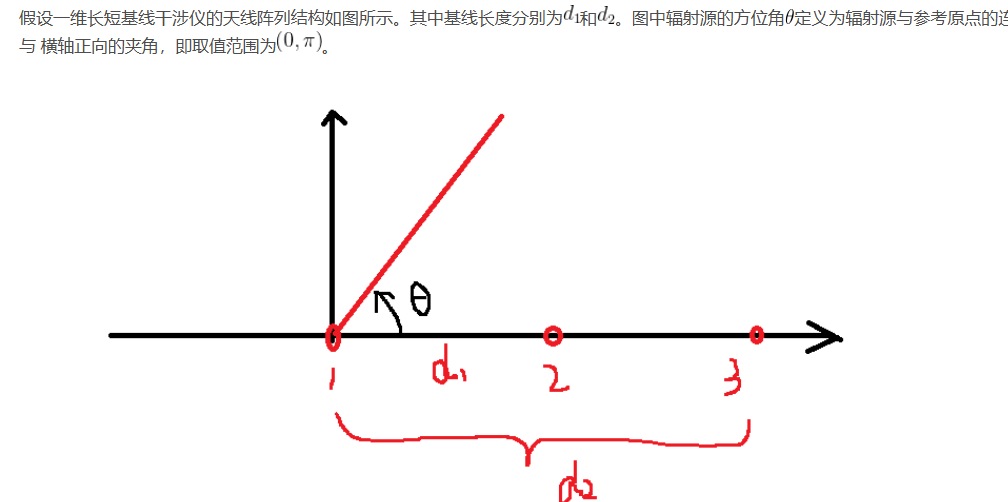 假设一维长短基线干涉仪的天线阵列结构如图所示。其中基线长度分别为d₁和d₂。图中辐射源的方位角θ定义为辐射源与参考原点的
与 横轴正向的夹角，即取值范围为(0, π)。
θ
d₁
1
2
3
d₂